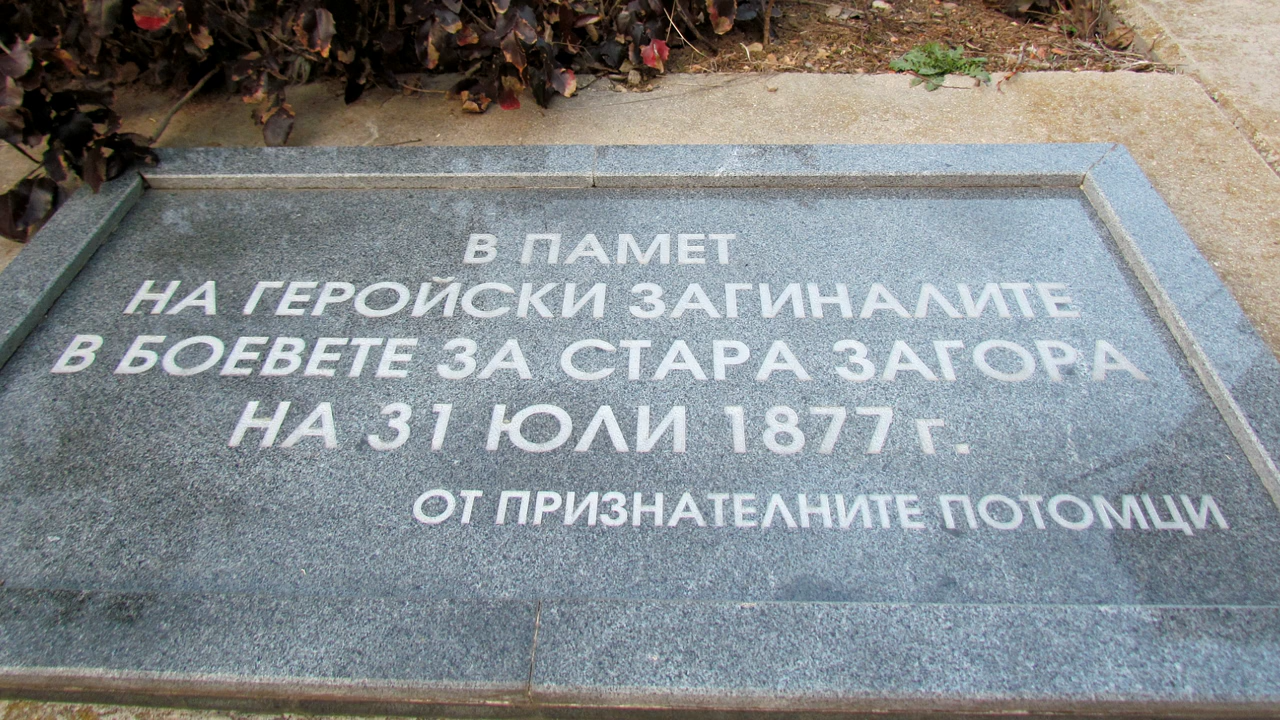 В ПАМЕТ
НА ГЕРОЙСКИ ЗАГИНАЛИТЕ
В БОЕВЕТЕ ЗА СТАРА ЗАГОРА
НА 31 ЮЛИ 1877 г.
ОТ ПРИЗНАТЕЛНИТЕ ПОТОМЦИ